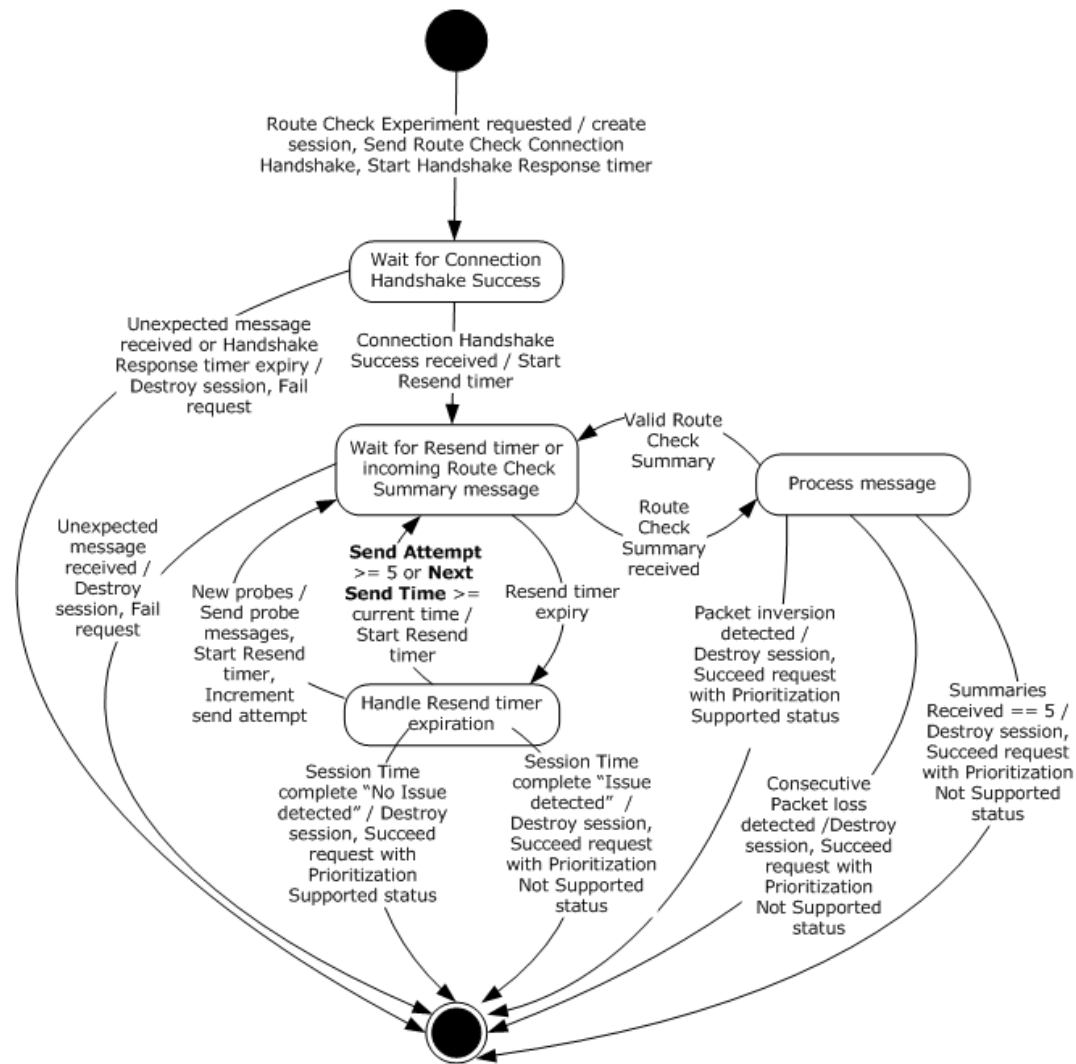 Route Check Experiment requested / create
session, Send Route Check Connection
Handshake, Start Handshake Response timer
Wait for Connection
Handshake Success
Unexpected message
received or Handshake
Response timer expiry /
Destroy session, Fail
request
Connection Handshake
Success received / Start
Resend timer
Valid Route
Check
Summary
Wait for Resend timer or
incoming Route Check
Summary message
Process message
Route
Check
Summary
received
Unexpected
message
received /
Destroy
session, Fail
request
New probes /
Send probe
messages,
Start Resend
timer,
Increment
send attempt
Send Attempt
>= 5 or Next
Send Time >=
current time /
Start Resend
timer
Resend timer
expiry
Packet inversion
detected /
Destroy session,
Succeed request
with Prioritization
Supported status
Handle Resend timer
expiration
Summaries
Received == 5 /
Destroy session,
Succeed request
with Prioritization
Not Supported
status
Session Time
complete “No Issue
detected” / Destroy
session, Succeed
request with
Prioritization
Supported status
Session Time
complete “Issue
detected” /
Destroy session,
Succeed request
with Prioritization
Not Supported
status
Consecutive
Packet loss
detected /Destroy
session, Succeed
request with
Prioritization
Not Supported
status